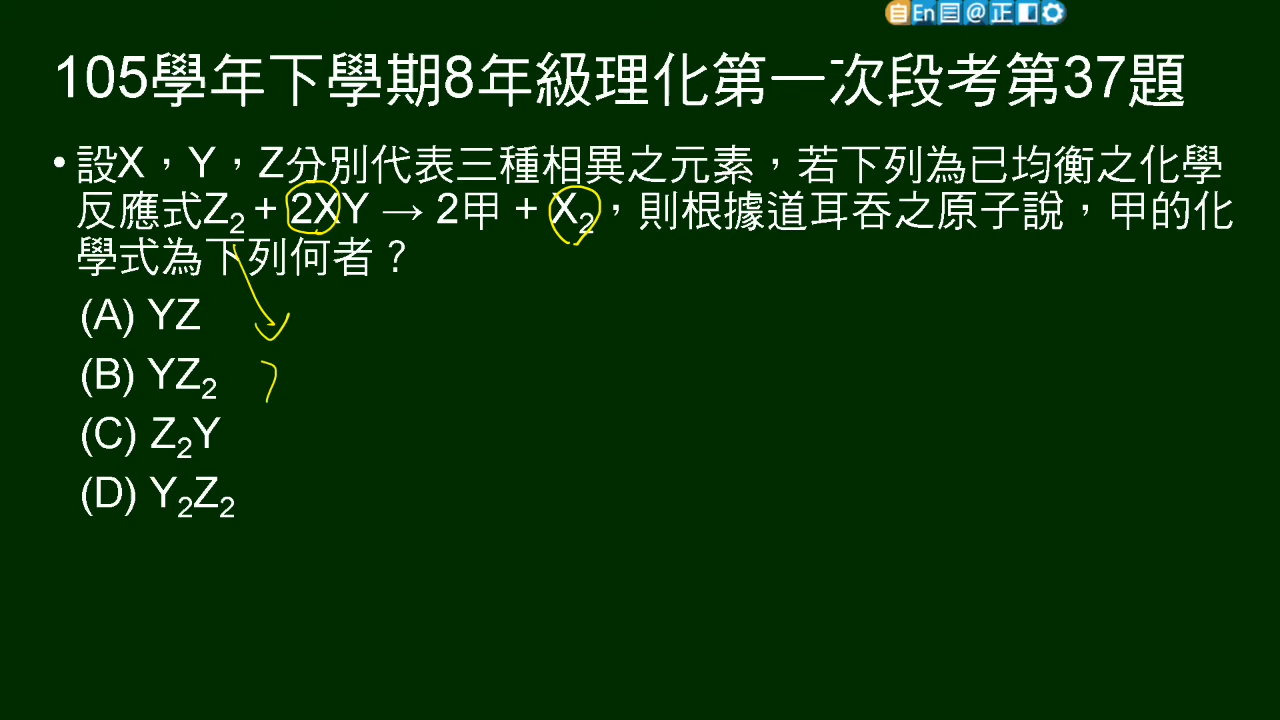 自En@正
105學年下學期8年級理化第一次段考第37題
• 設X，Y，Z分別代表三種相異之元素，若下列為已均衡之化學
反應式Z₂ + 2XY → 2甲 + X₂，則根據道耳吞之原子說，甲的化
學式為下列何者？
(A) YZ
(B) YZ₂
(C) Z₂Y
(D) Y₂Z₂